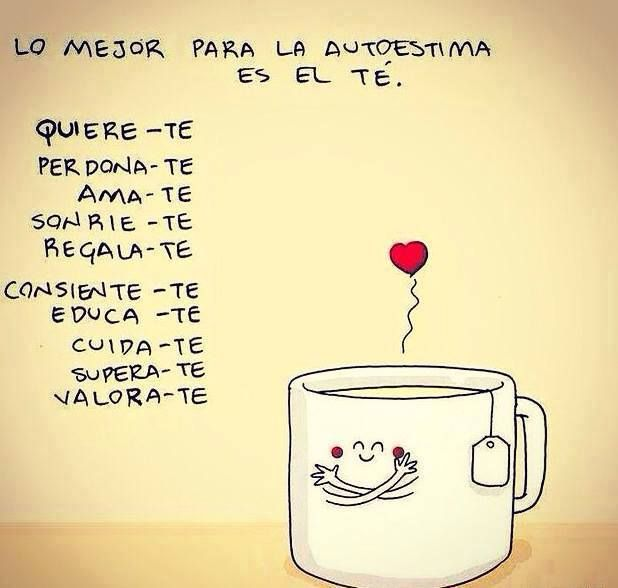 LO MEJOR PARA LA AUTOESTIMA
ES EL TÉ.
QUIERE-TE
PERDONA-TE
AMA-TE
SONRIE-TE
REGALA-TE
CONSIENTE-TE
EDUCA-TE
CUIDA-TE
SUPERA-TE
VALORA-TE